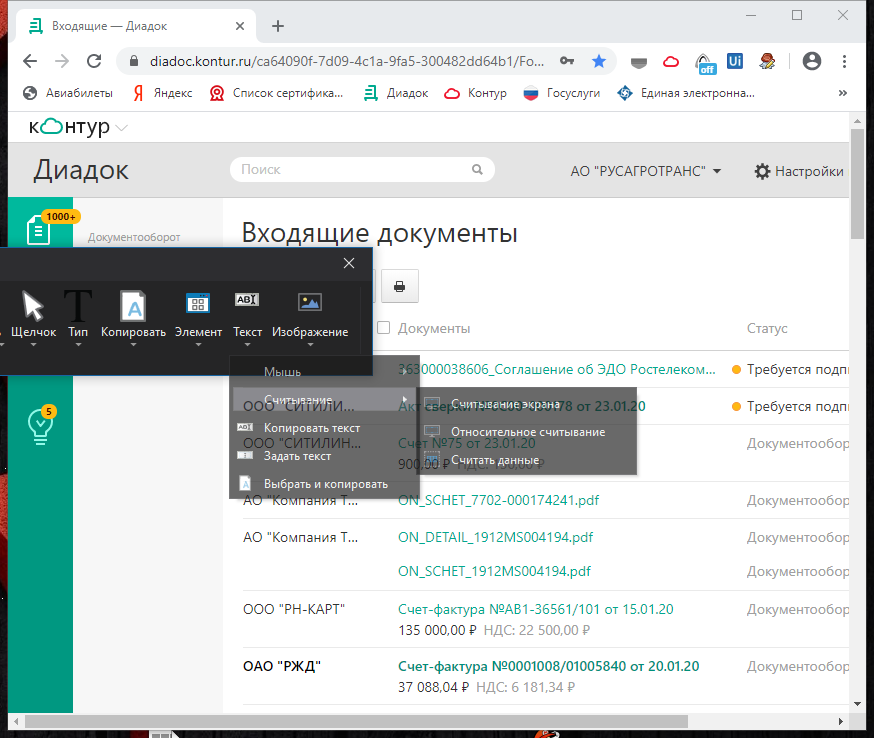 Входящие — Диадок
diadoc.kontur.ru/ca64090f-7d09-4c1a-9fa5-300482dd64b1/Fo...
off
Ui
Авиабилеты
Яндекс
Список сертифика...
Диадок
Контур
Госуслуги
Единая электронна...
»
контур
Диадок
Поиск
АО "РУСАГРОТРАНС"
Настройки
1000+
Документооборот
Входящие документы
Щелчок
Тип
Копировать
Элемент
Текст
Изображение
Документы
Статус
Мышь
Считывание
Копировать текст
Задать текст
Выбрать и копировать
Считывание экрана
Относительное считывание
Считать данные
5
363000038606_Соглашение об ЭДО Ростелеком...
Требуется подпи
ООО "СИТИЛИ...
от 23.01.20
Требуется подпи
ООО "СИТИЛИН...
Счет №75 от 23.01.20
Документообор
900,00 ₽ НДС: 150,00 ₽
АО "Компания Т...
ON_SCHET_7702-000174241.pdf
Документообор
АО "Компания Т...
ON_DETAIL_1912MS004194.pdf
Документообор
ON_SCHET_1912MS004194.pdf
Документообор
ООО "РН-КАРТ"
Счет-фактура №АВ1-36561/101 от 15.01.20
Документообор
135 000,00 ₽ НДС: 22 500,00 ₽
ОАО "РЖД"
Счет-фактура №0001008/01005840 от 20.01.20
Документообор
37 088,04 ₽ НДС: 6 181,34 ₽